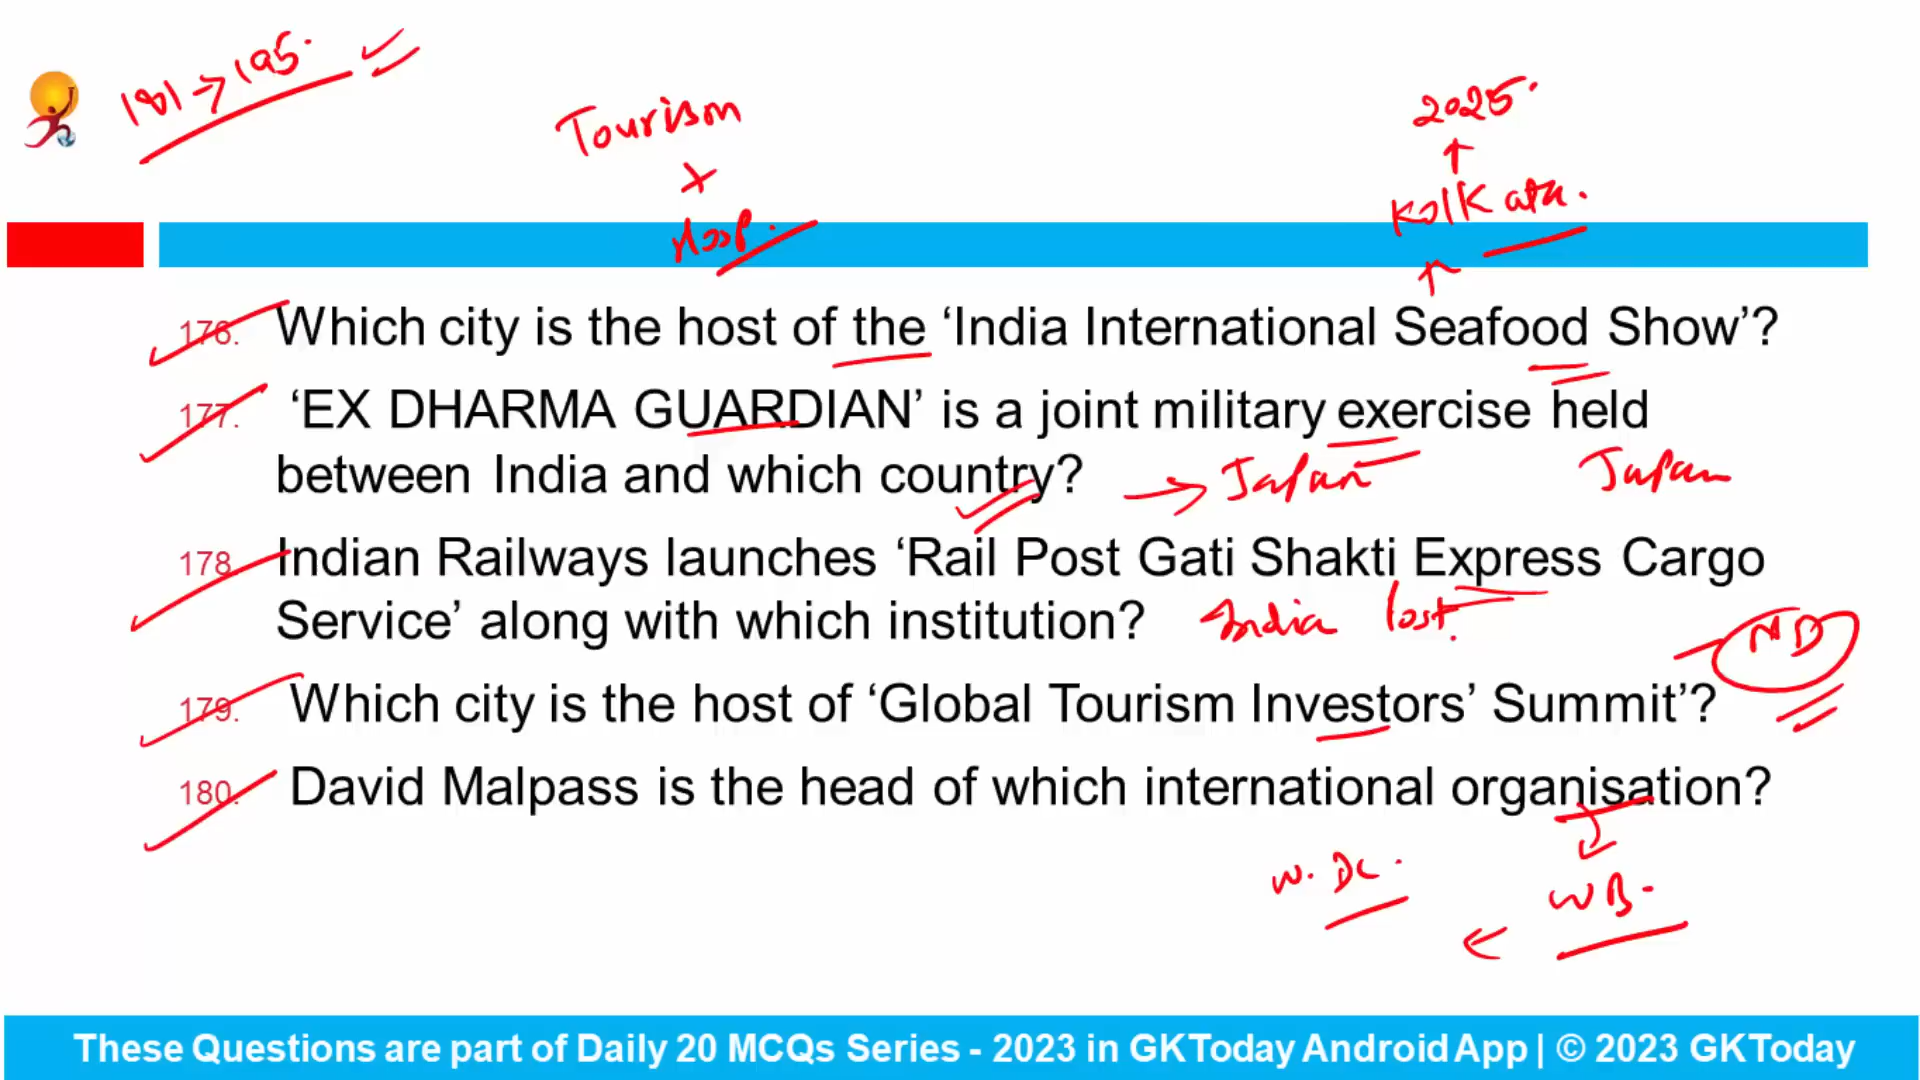 181 → 195.
Tourism
+
2025.
Kolkata.
176. Which city is the host of the ‘India International Seafood Show’?
177. ‘EX DHARMA GUARDIAN’ is a joint military exercise held
between India and which country? → Japan Japan
178. Indian Railways launches ‘Rail Post Gati Shakti Express Cargo
Service’ along with which institution? India Post.
ND
179. Which city is the host of ‘Global Tourism Investors’ Summit’?
180. David Malpass is the head of which international organisation?
W. DC.
WB.
These Questions are part of Daily 20 MCQs Series - 2023 in GKToday Android App | © 2023 GKToday